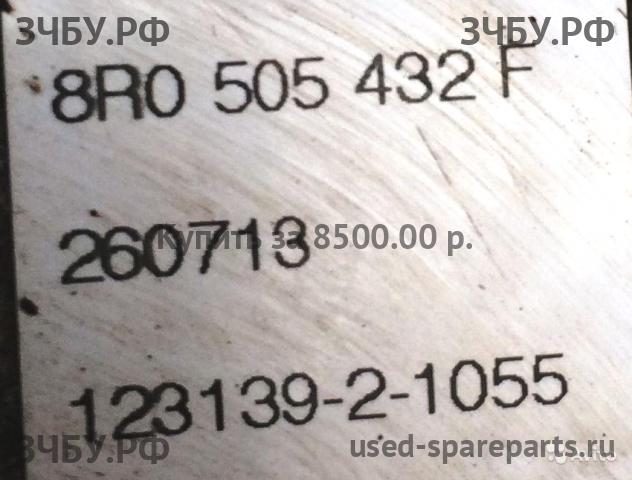 ЗЧБУ.РФ ЗЧБУ.РФ
8R0 505 432 F
260713
Купить за 8500.00 р.
123139-2-1055
ЗЧБУ.РФ used-spareparts.ru
Avito